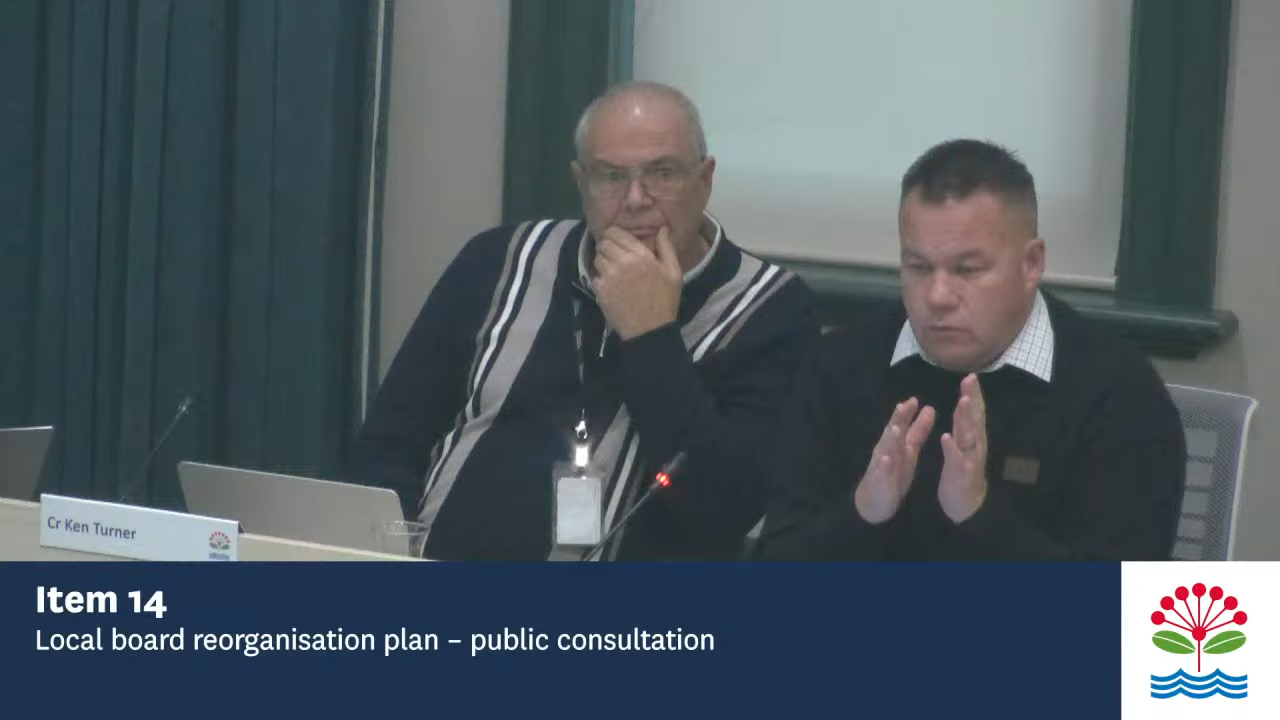 Cr Ken Turner
Item 14
Local board reorganisation plan – public consultation